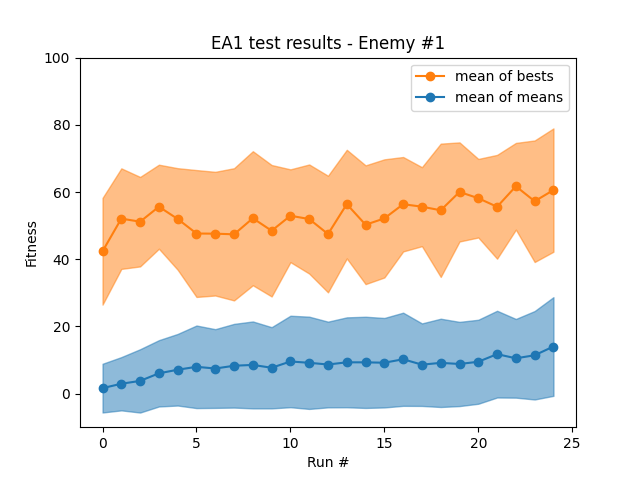 EA1 test results - Enemy #1
100
80
60
40
20
0
Fitness
mean of bests
mean of means
0 5 10 15 20 25
Run #